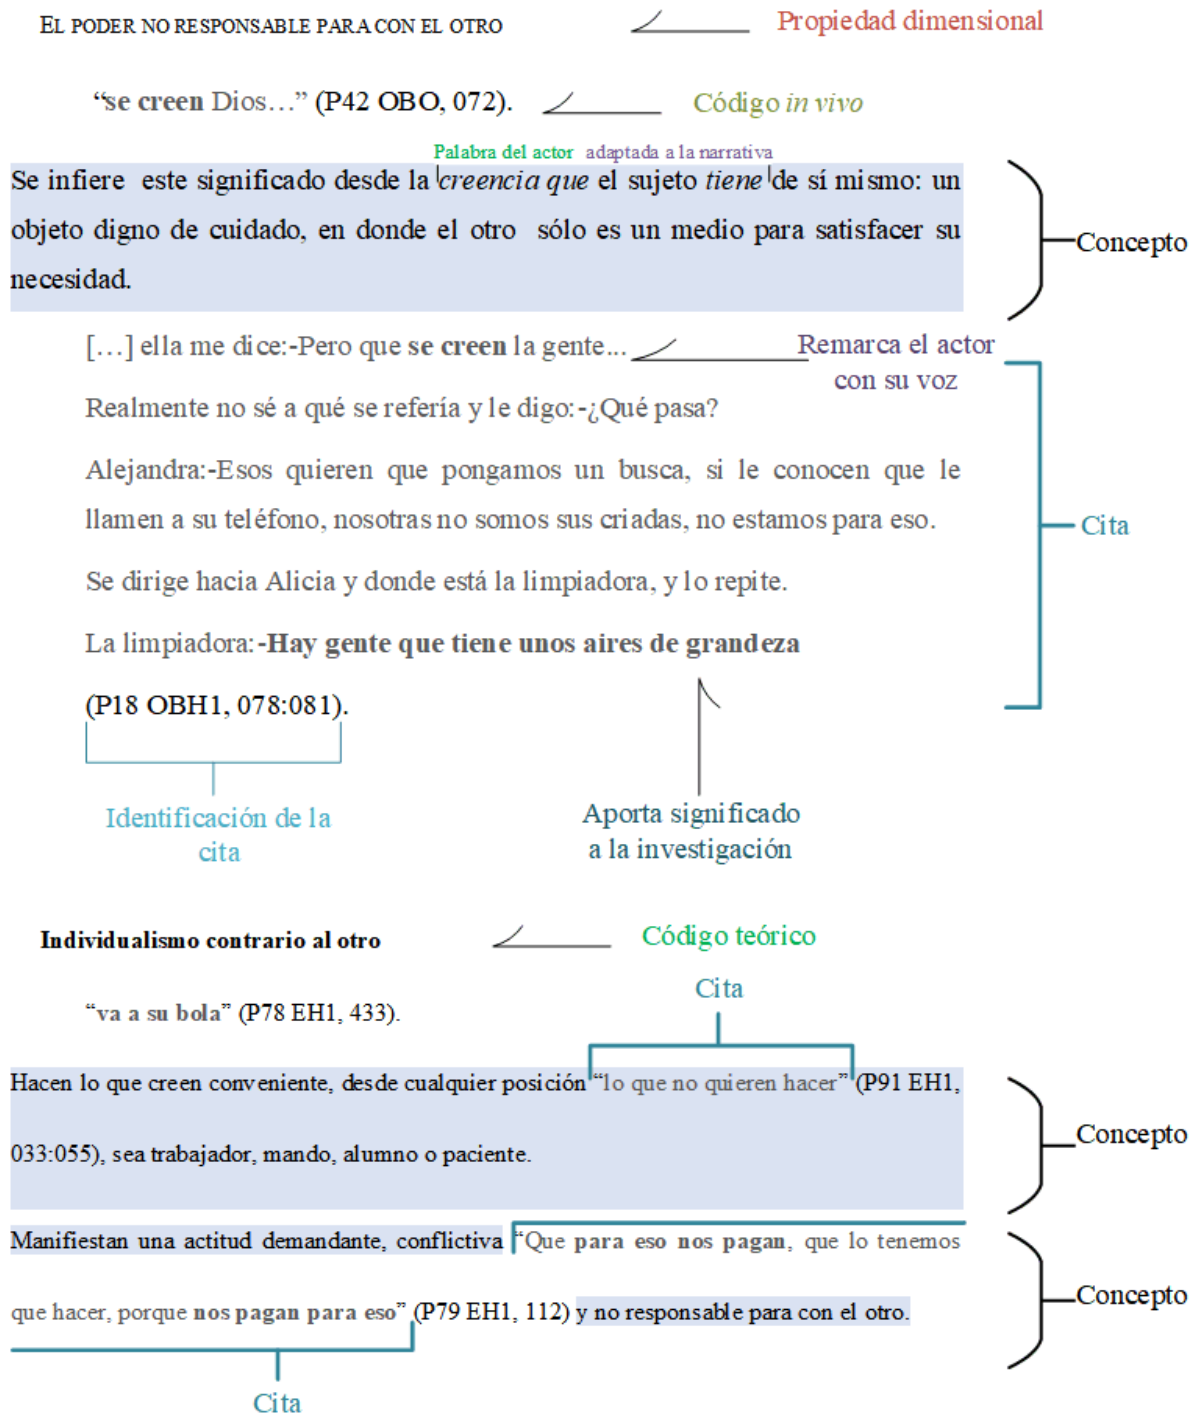 EL PODER NO RESPONSABLE PARA CON EL OTRO
Propiedad dimensional
“se creen Dios…” (P42 OBO, 072).
Código in vivo
Palabra del actor adaptada a la narrativa
Se infiere este significado desde la creencia que el sujeto tiene de sí mismo: un
objeto digno de cuidado, en donde el otro sólo es un medio para satisfacer su
necesidad.
Concepto
[…] ella me dice:-Pero que se creen la gente...
Remarca el actor
con su voz
Realmente no sé a qué se refería y le digo:-¿Qué pasa?
Alejandra:-Esos quieren que pongamos un busca, si le conocen que le
llamen a su teléfono, nosotras no somos sus criadas, no estamos para eso.
Cita
Se dirige hacia Alicia y donde está la limpiadora, y lo repite.
La limpiadora:-Hay gente que tiene unos aires de grandeza
(P18 OBH1, 078:081).
Identificación de la
cita
Aporta significado
a la investigación
Individualismo contrario al otro
Código teórico
Cita
“va a su bola” (P78 EH1, 433).
Hacen lo que creen conveniente, desde cualquier posición “lo que no quieren hacer” (P91 EH1,
033:055), sea trabajador, mando, alumno o paciente.
Concepto
Manifiestan una actitud demandante, conflictiva “Que para eso nos pagan, que lo tenemos
que hacer, porque nos pagan para eso” (P79 EH1, 112) y no responsable para con el otro.
Concepto
Cita